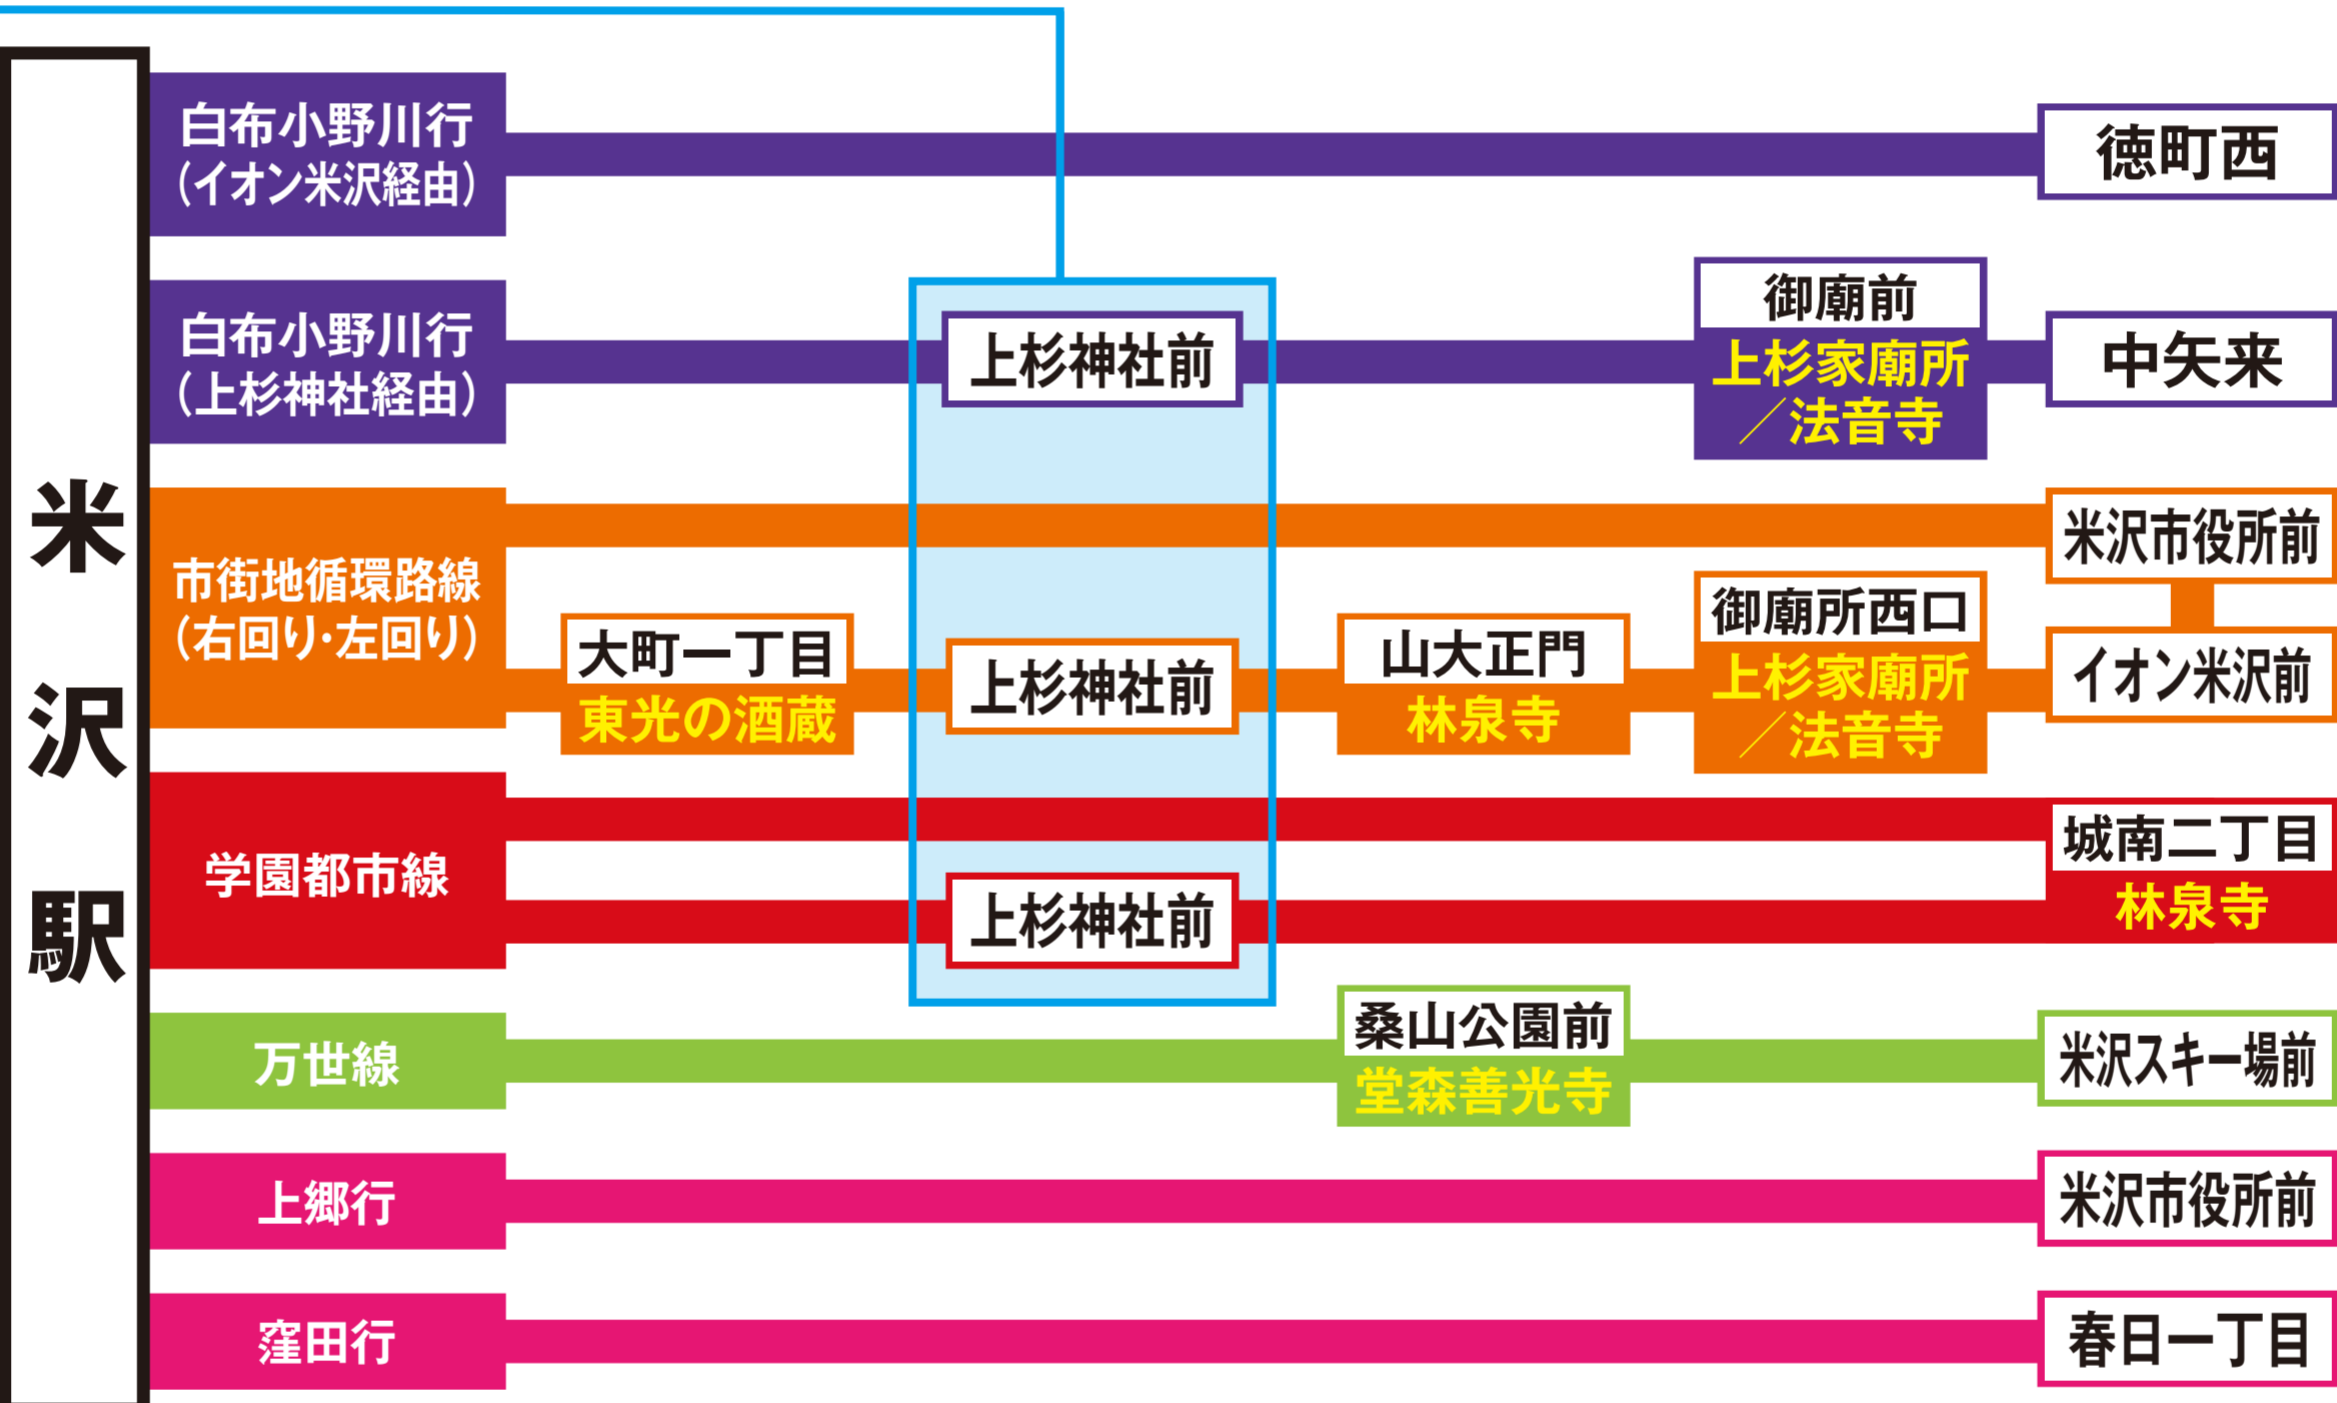 米沢駅
白布小野川行
（イオン米沢経由）
徳町西
白布小野川行
（上杉神社経由）
上杉神社前
御廟前
上杉家廟所
／法音寺
中矢来
市街地循環路線
（右回り・左回り）
米沢市役所前
大町一丁目
東光の酒蔵
上杉神社前
山大正門
林泉寺
御廟所西口
上杉家廟所
／法音寺
イオン米沢前
学園都市線
上杉神社前
城南二丁目
林泉寺
万世線
桑山公園前
堂森善光寺
米沢スキー場前
上郷行
米沢市役所前
窪田行
春日一丁目